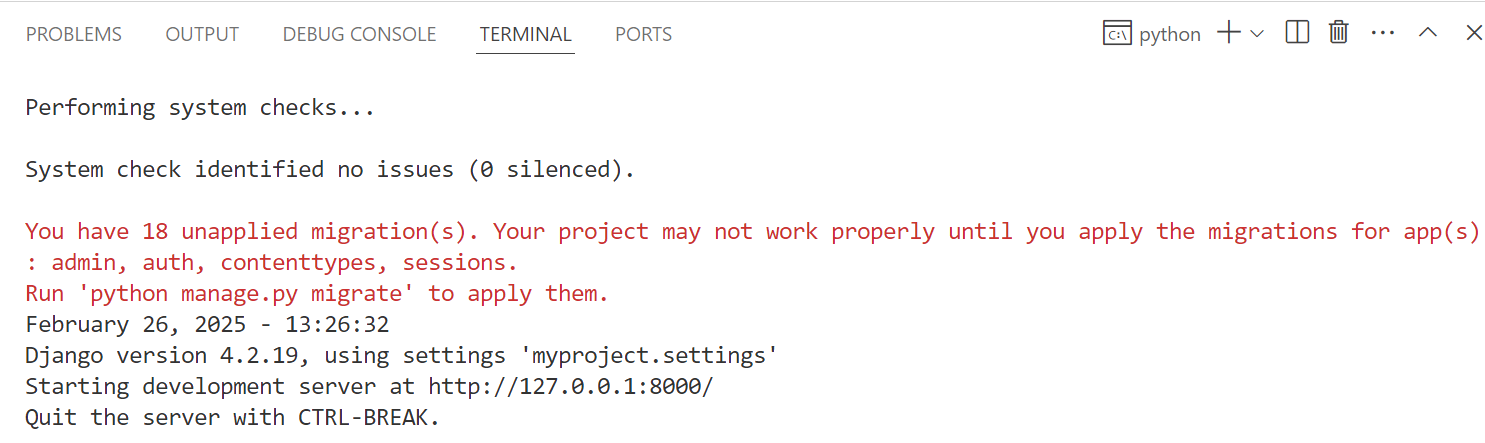 PROBLEMS OUTPUT DEBUG CONSOLE TERMINAL PORTS python
Performing system checks...
System check identified no issues (0 silenced).
You have 18 unapplied migration(s). Your project may not work properly until you apply the migrations for app(s)
: admin, auth, contenttypes, sessions.
Run 'python manage.py migrate' to apply them.
February 26, 2025 - 13:26:32
Django version 4.2.19, using settings 'myproject.settings'
Starting development server at http://127.0.0.1:8000/
Quit the server with CTRL-BREAK.